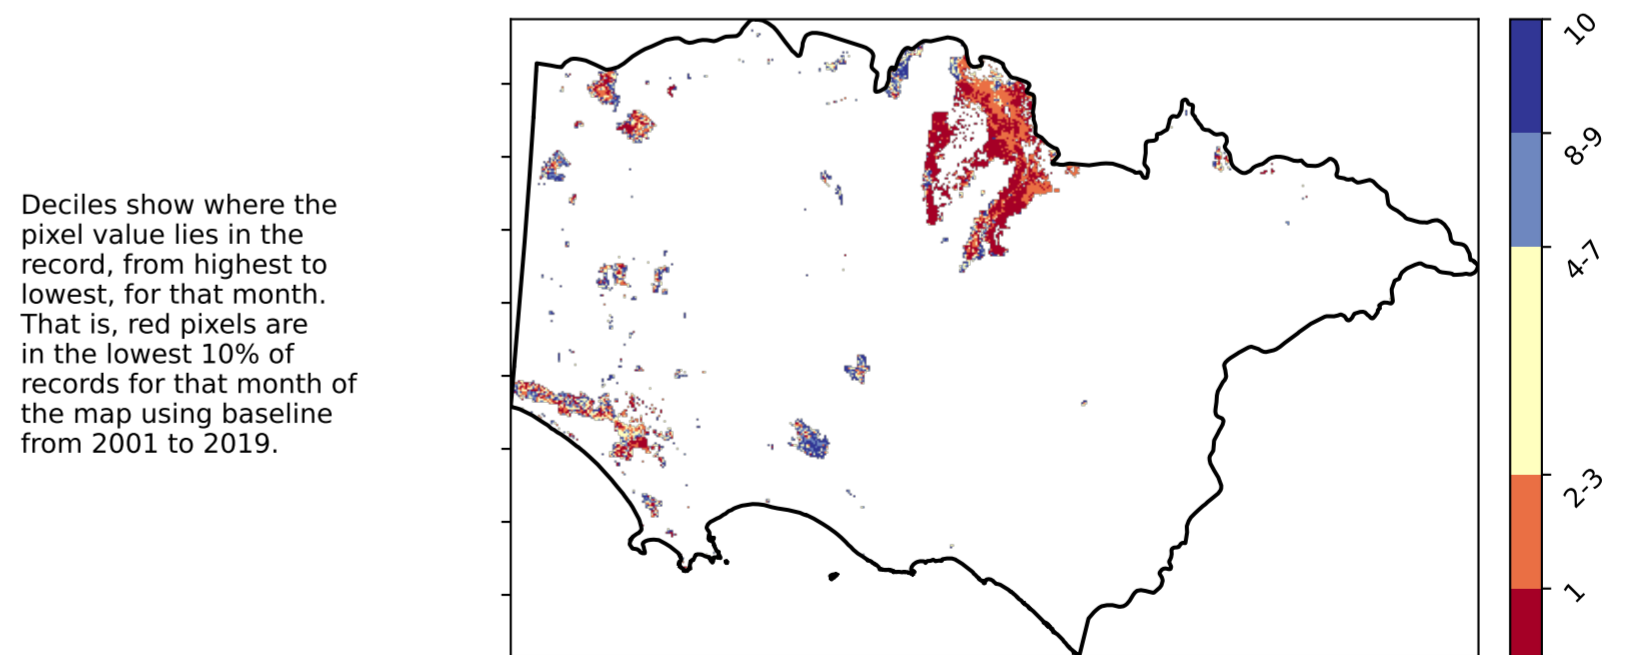 Deciles show where the
pixel value lies in the
record, from highest to
lowest, for that month.
That is, red pixels are
in the lowest 10% of
records for that month of
the map using baseline
from 2001 to 2019.
10
8-9
4-7
2-3
1